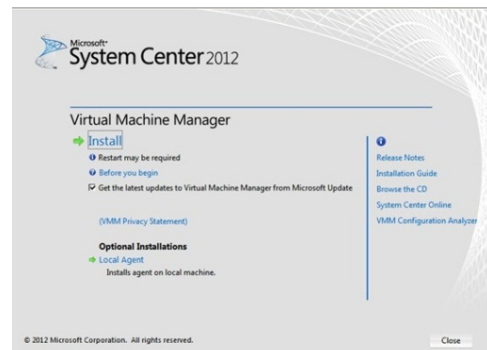 Microsoft®
System Center 2012
Virtual Machine Manager
Install
Restart may be required
Before you begin
Get the latest updates to Virtual Machine Manager from Microsoft Update
(VMM Privacy Statement)
Optional Installations
Local Agent
Installs agent on local machine.
Release Notes
Installation Guide
Browse the CD
System Center Online
VMM Configuration Analyzer
© 2012 Microsoft Corporation. All rights reserved.
Close